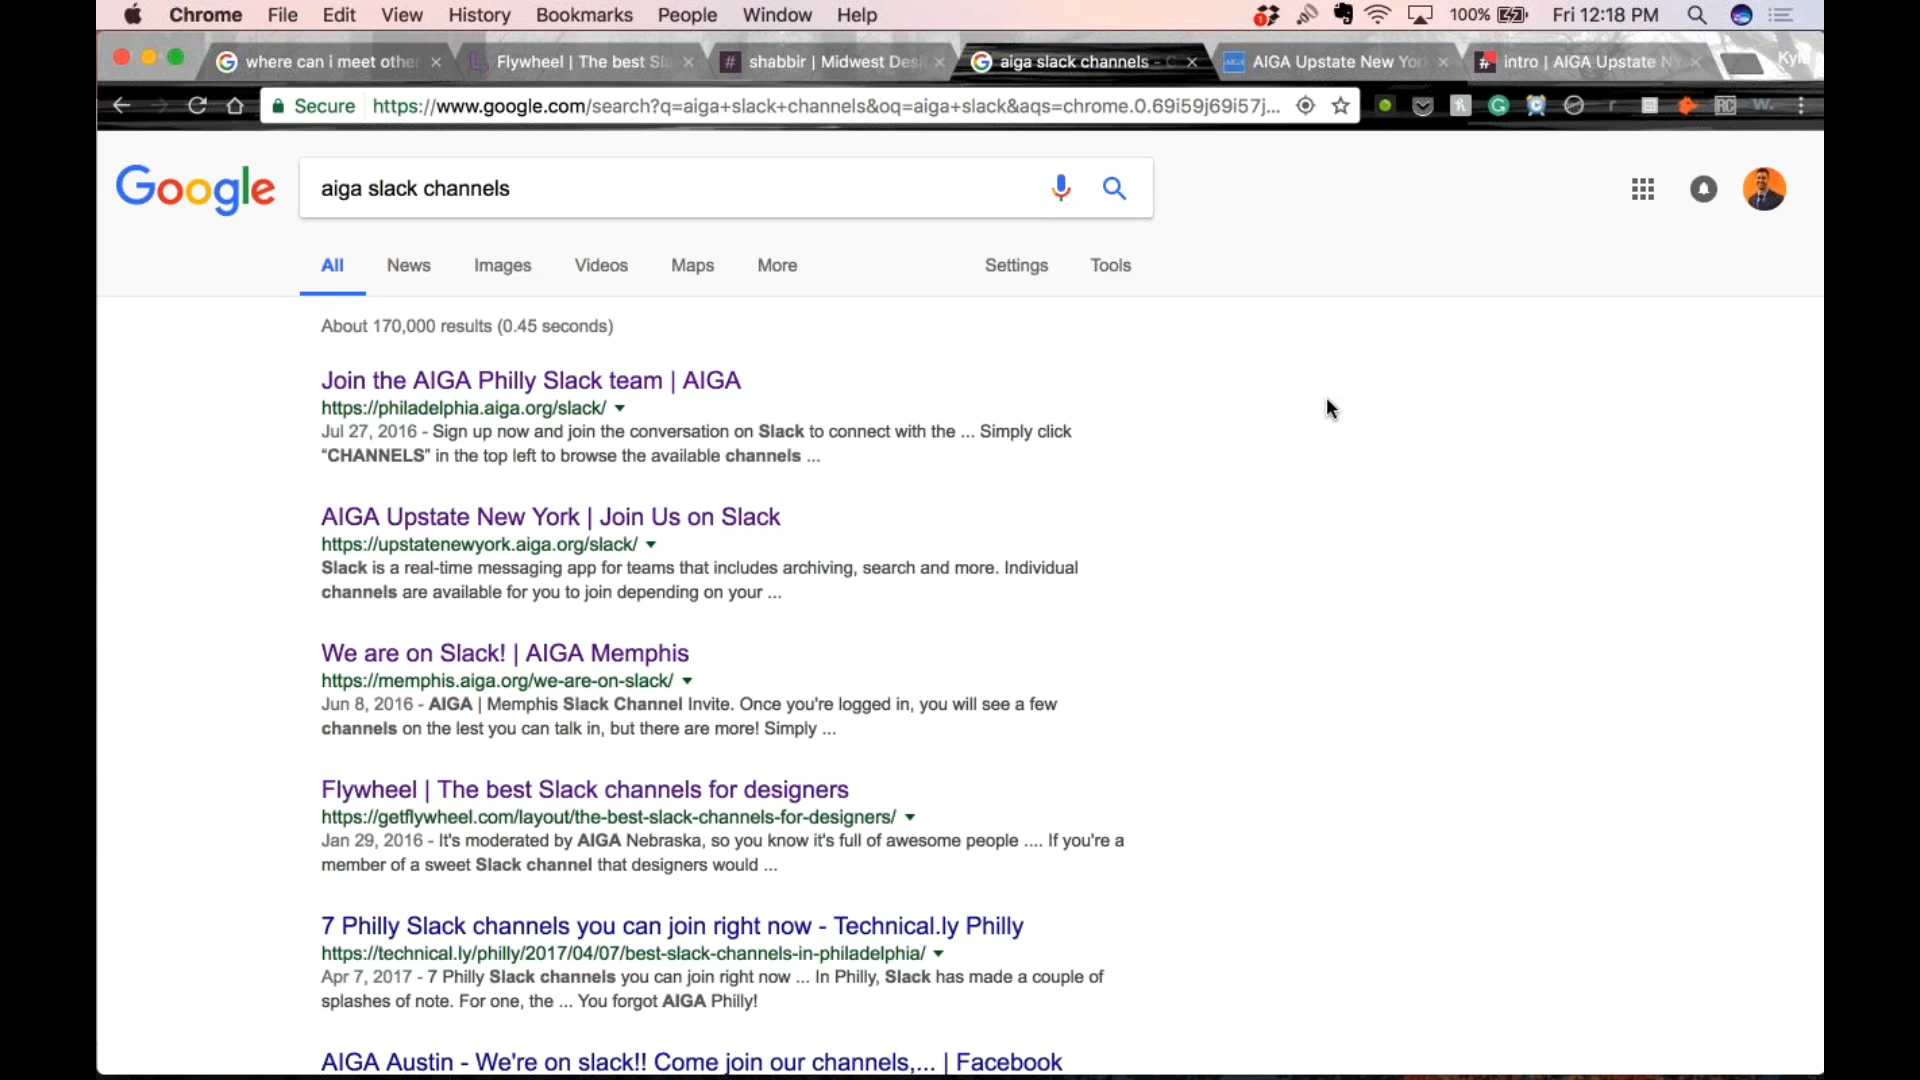 Chrome File Edit View History Bookmarks People Window Help 1 100% Fri 12:18 PM
where can i meet other Flywheel | The best Sl # shabbir | Midwest Des aiga slack channels - AIGA Upstate New Yor intro | AIGA Upstate N Kyl
Secure https://www.google.com/search?q=aiga+slack+channels&oq=aiga+slack&aqs=chrome.0.69i59j69i57j...
Google aiga slack channels
All News Images Videos Maps More Settings Tools
About 170,000 results (0.45 seconds)
Join the AIGA Philly Slack team | AIGA
https://philadelphia.aiga.org/slack/
Jul 27, 2016 - Sign up now and join the conversation on Slack to connect with the ... Simply click
"CHANNELS" in the top left to browse the available channels ...
AIGA Upstate New York | Join Us on Slack
https://upstatenewyork.aiga.org/slack/
Slack is a real-time messaging app for teams that includes archiving, search and more. Individual
channels are available for you to join depending on your ...
We are on Slack! | AIGA Memphis
https://memphis.aiga.org/we-are-on-slack/
Jun 8, 2016 - AIGA | Memphis Slack Channel Invite. Once you're logged in, you will see a few
channels on the lest you can talk in, but there are more! Simply ...
Flywheel | The best Slack channels for designers
https://getflywheel.com/layout/the-best-slack-channels-for-designers/
Jan 29, 2016 - It's moderated by AIGA Nebraska, so you know it's full of awesome people .... If you're a
member of a sweet Slack channel that designers would ...
7 Philly Slack channels you can join right now - Technical.ly Philly
https://technical.ly/philly/2017/04/07/best-slack-channels-in-philadelphia/
Apr 7, 2017 - 7 Philly Slack channels you can join right now ... In Philly, Slack has made a couple of
splashes of note. For one, the ... You forgot AIGA Philly!
AIGA Austin - We're on slack!! Come join our channels,... | Facebook